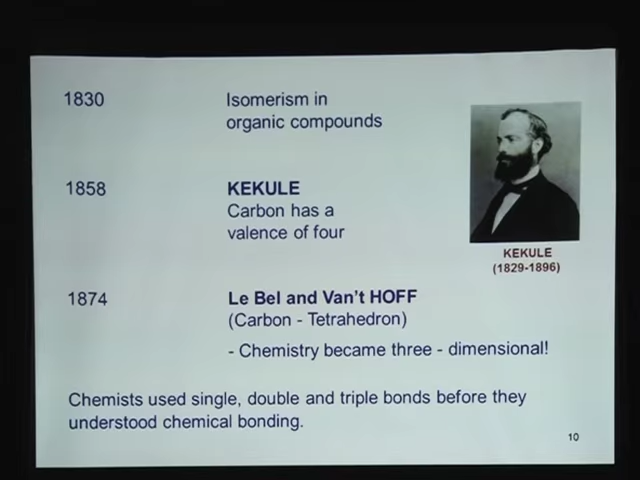 1830
Isomerism in
organic compounds
1858
KEKULE
Carbon has a
valence of four
KEKULE
(1829-1896)
1874
Le Bel and Van't HOFF
(Carbon - Tetrahedron)
- Chemistry became three - dimensional!
Chemists used single, double and triple bonds before they
understood chemical bonding.
10